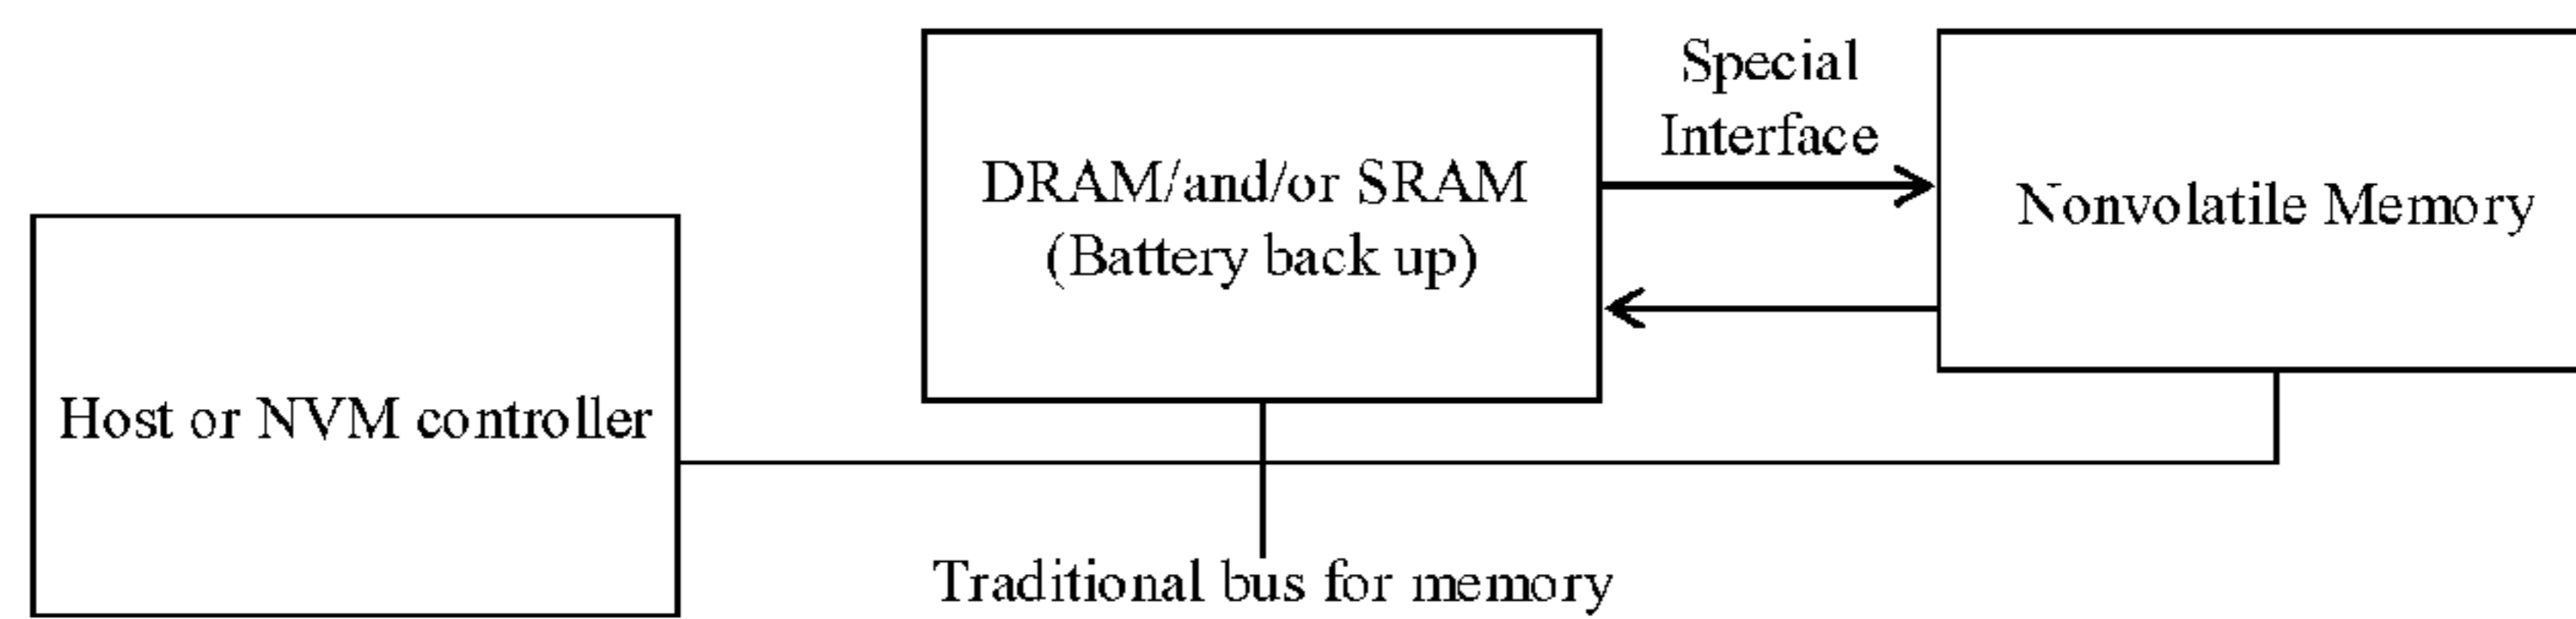 Special
Interface
DRAM/and/or SRAM
(Battery back up)
Nonvolatile Memory
Host or NVM controller
Traditional bus for memory